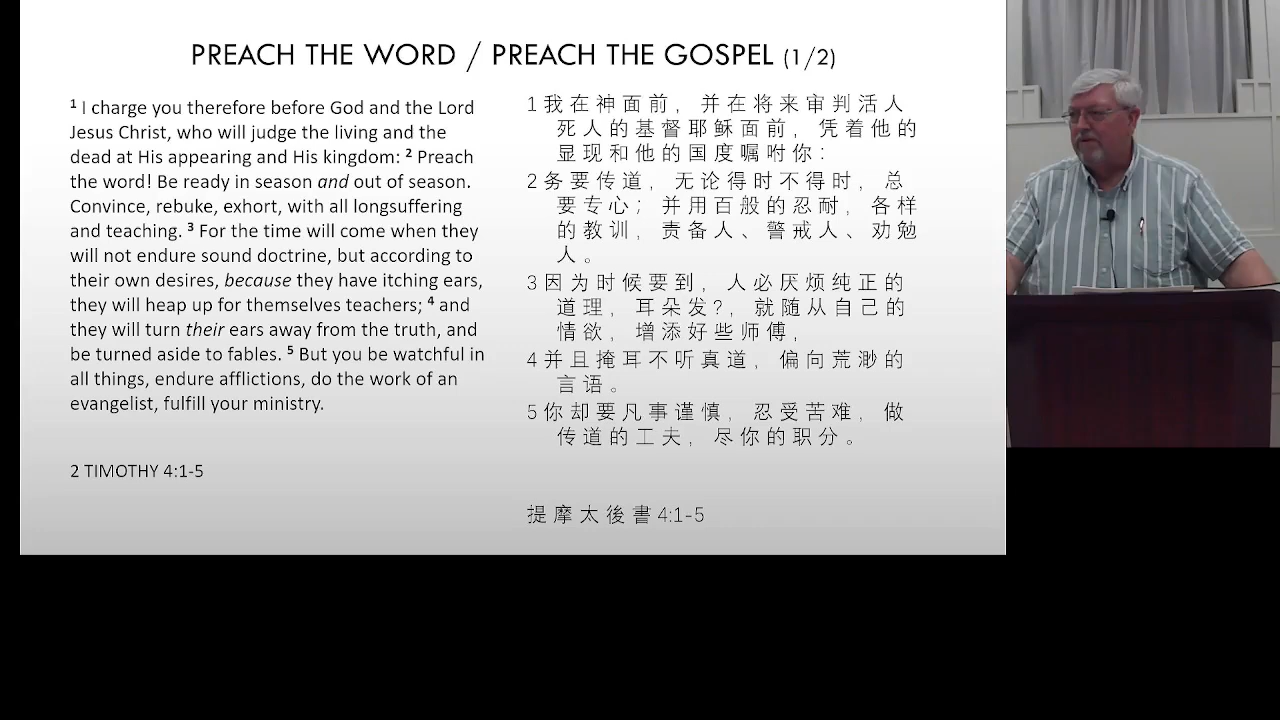 PREACH THE WORD / PREACH THE GOSPEL (1/2)
1 I charge you therefore before God and the Lord
Jesus Christ, who will judge the living and the
dead at His appearing and His kingdom: 2 Preach
the word! Be ready in season and out of season.
Convince, rebuke, exhort, with all longsuffering
and teaching. 3 For the time will come when they
will not endure sound doctrine, but according to
their own desires, because they have itching ears,
they will heap up for themselves teachers; 4 and
they will turn their ears away from the truth, and
be turned aside to fables. 5 But you be watchful in
all things, endure afflictions, do the work of an
evangelist, fulfill your ministry.
2 TIMOTHY 4:1-5
1我在神面前，并在将来审判活人
死人的基督耶稣面前，凭着他的
显现和他的国度嘱咐你：
2务要传道，无论得时不得时，总
要专心；并用百般的忍耐，各样
的教训，责备人、警戒人、劝勉
人。
3因为时候要到，人必厌烦纯正的
道理，耳朵发?，就随从自己的
情欲，增添好些师傅，
4并且掩耳不听真道，偏向荒渺的
言语。
5你却要凡事谨慎，忍受苦难，做
传道的工夫，尽你的职分。
提摩太後書4:1-5